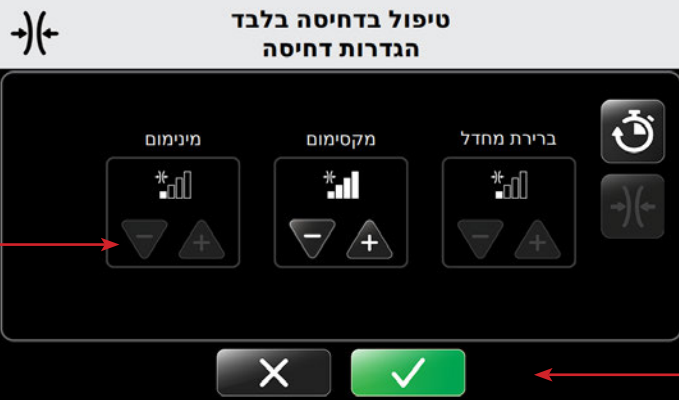 טיפול בדחיסה בלבד
הגדרות דחיסה
ברירת מחדל
מקסימום
מינימום